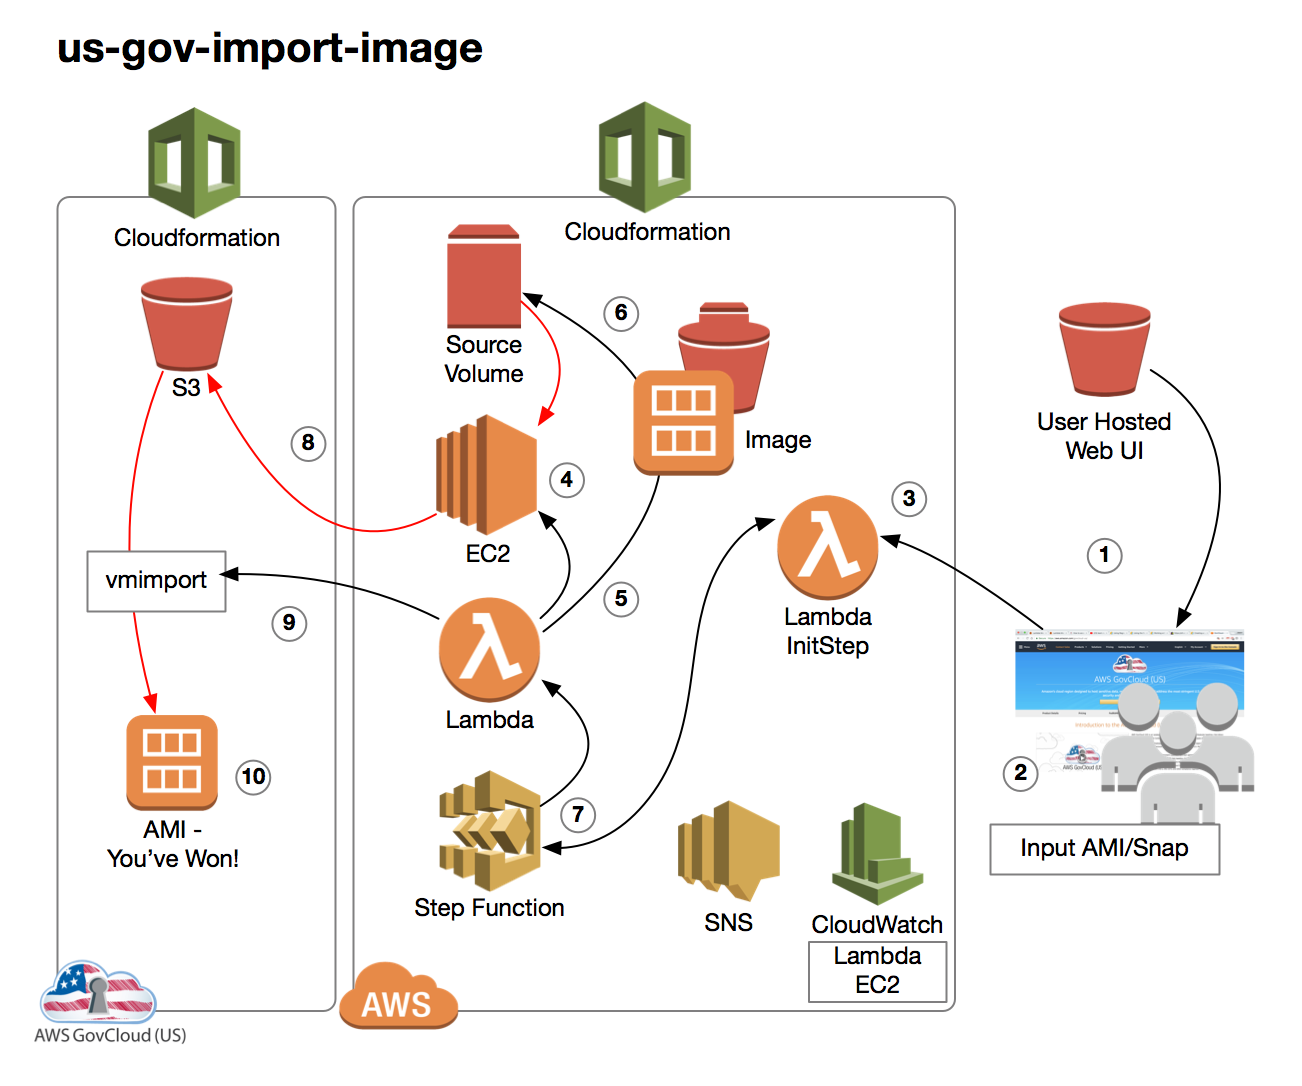 us-gov-import-image
Cloudformation
Cloudformation
S3
Source
Volume
6
Image
User Hosted
Web UI
8
4
EC2
3
1
vmimport
5
9
Lambda
InitStep
Lambda
AWS GovCloud (US)
10
2
7
AMI -
You've Won!
Input AMI/Snap
Step Function
SNS
CloudWatch
Lambda
EC2
AWS
AWS GovCloud (US)